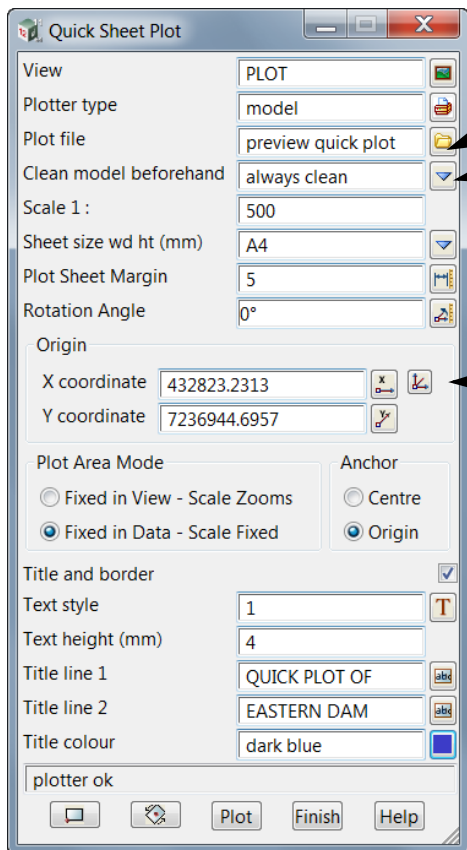 Quick Sheet Plot
View PLOT
Plotter type model
Plot file preview quick plot
Clean model beforehand always clean
Scale 1 : 500
Sheet size wd ht (mm) A4
Plot Sheet Margin 5
Rotation Angle 0°
Origin
X coordinate 432823.2313 X
Y coordinate 7236944.6957 Y
Plot Area Mode Anchor
Fixed in View - Scale Zooms Centre
Fixed in Data - Scale Fixed Origin
Title and border
Text style 1 T
Text height (mm) 4
Title line 1 QUICK PLOT OF abc
Title line 2 EASTERN DAM abc
Title colour dark blue
plotter ok
Plot Finish Help